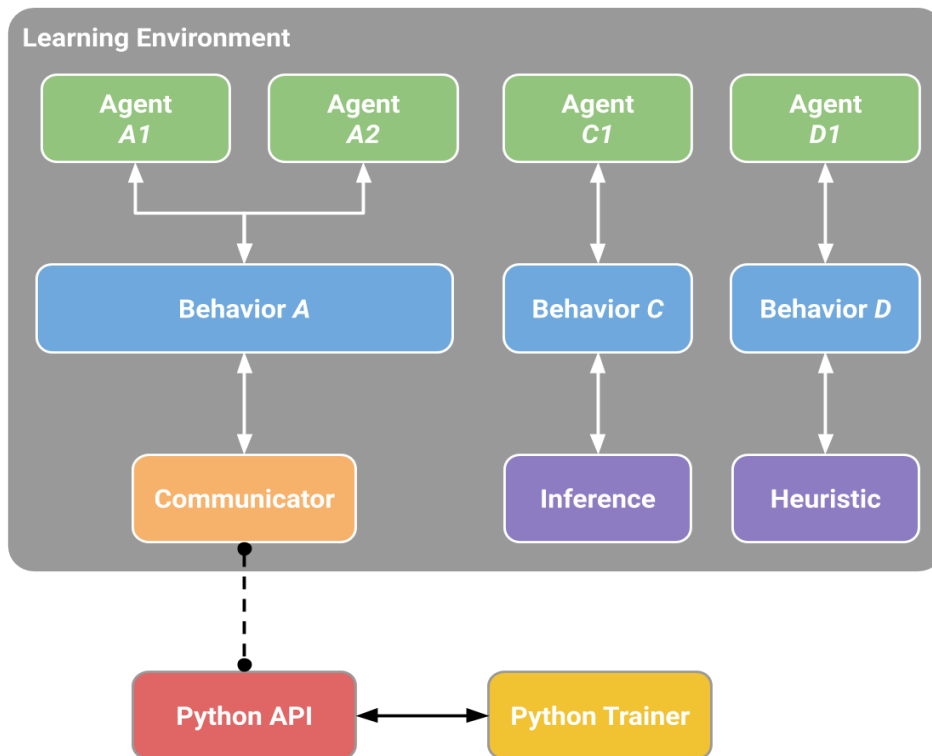 Learning Environment
Agent
A1
Agent
A2
Agent
C1
Agent
D1
Behavior A
Behavior C
Behavior D
Communicator
Inference
Heuristic
Python API
Python Trainer